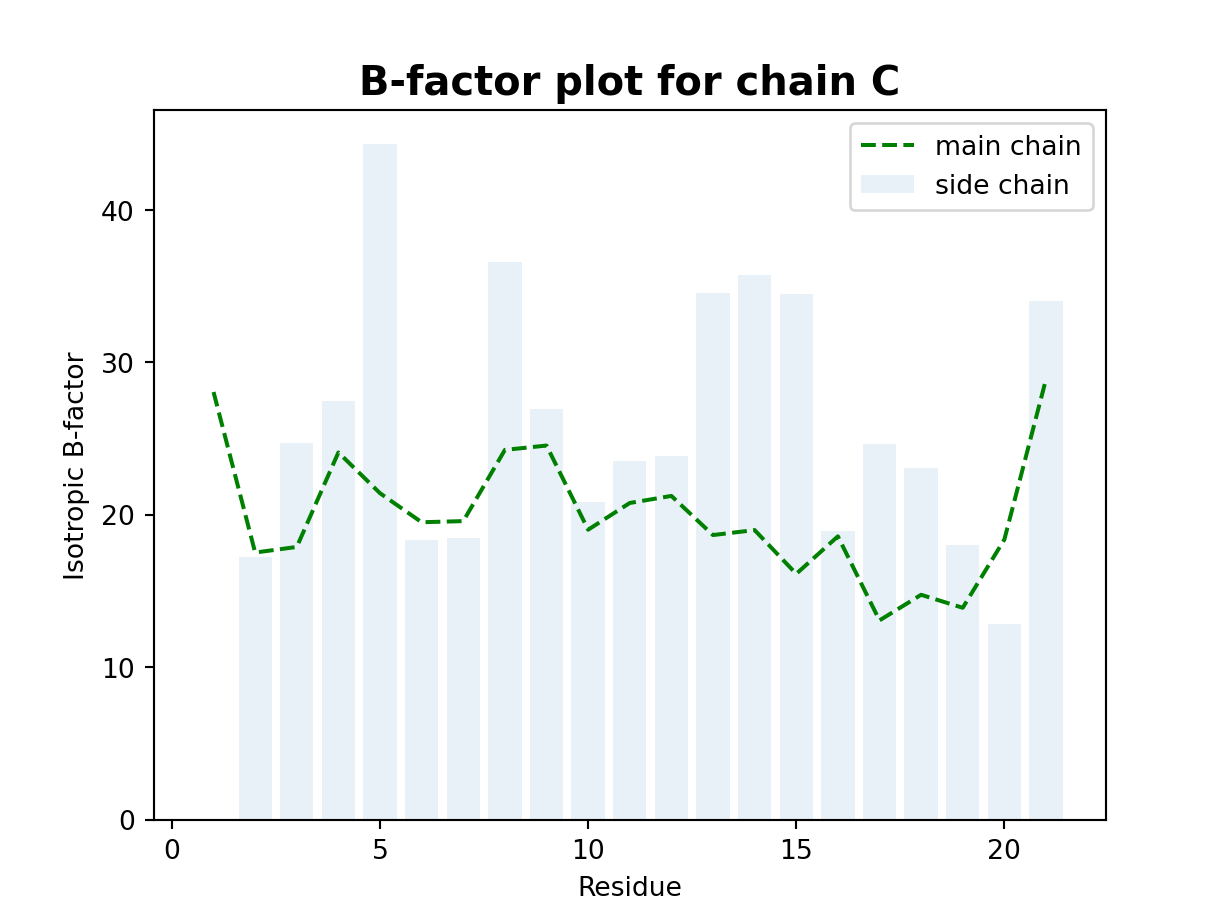 B-factor plot for chain C
main chain
side chain
Isotropic B-factor
40
30
20
10
0
0 5 10 15 20
Residue